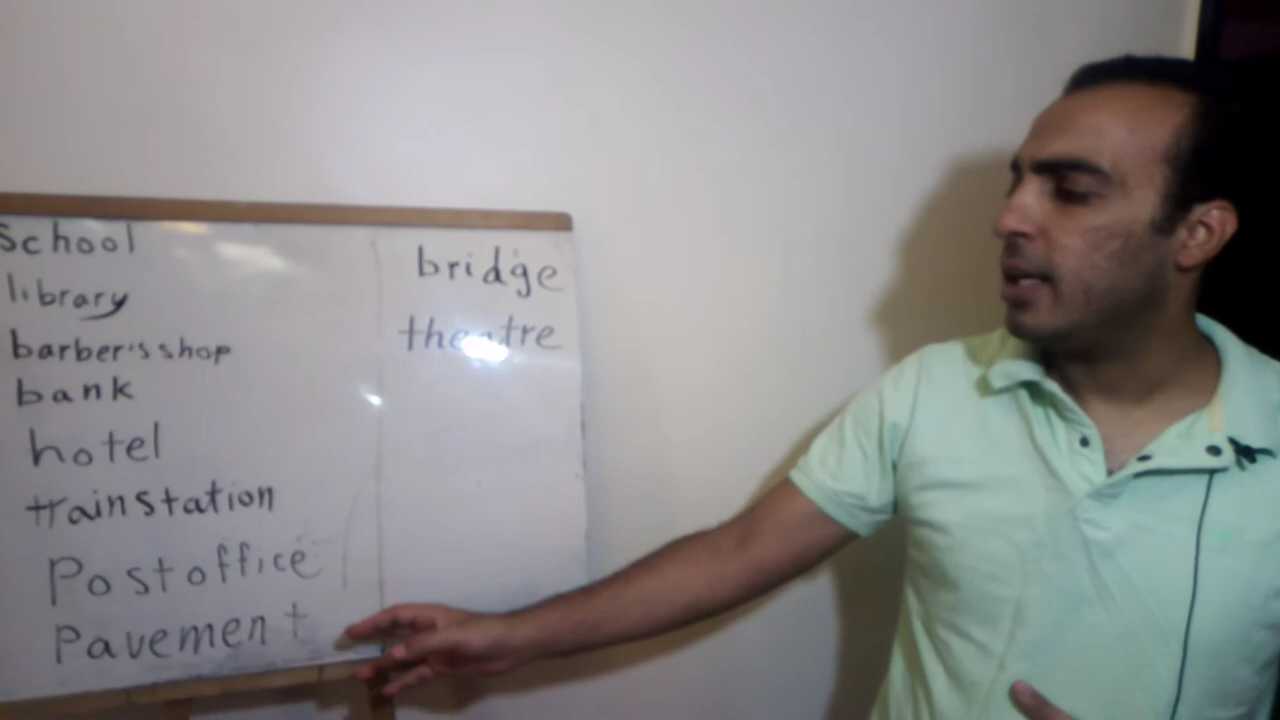 School
library
barber's shop
bank
hotel
train station
Post office
Pavement
bridge
theatre